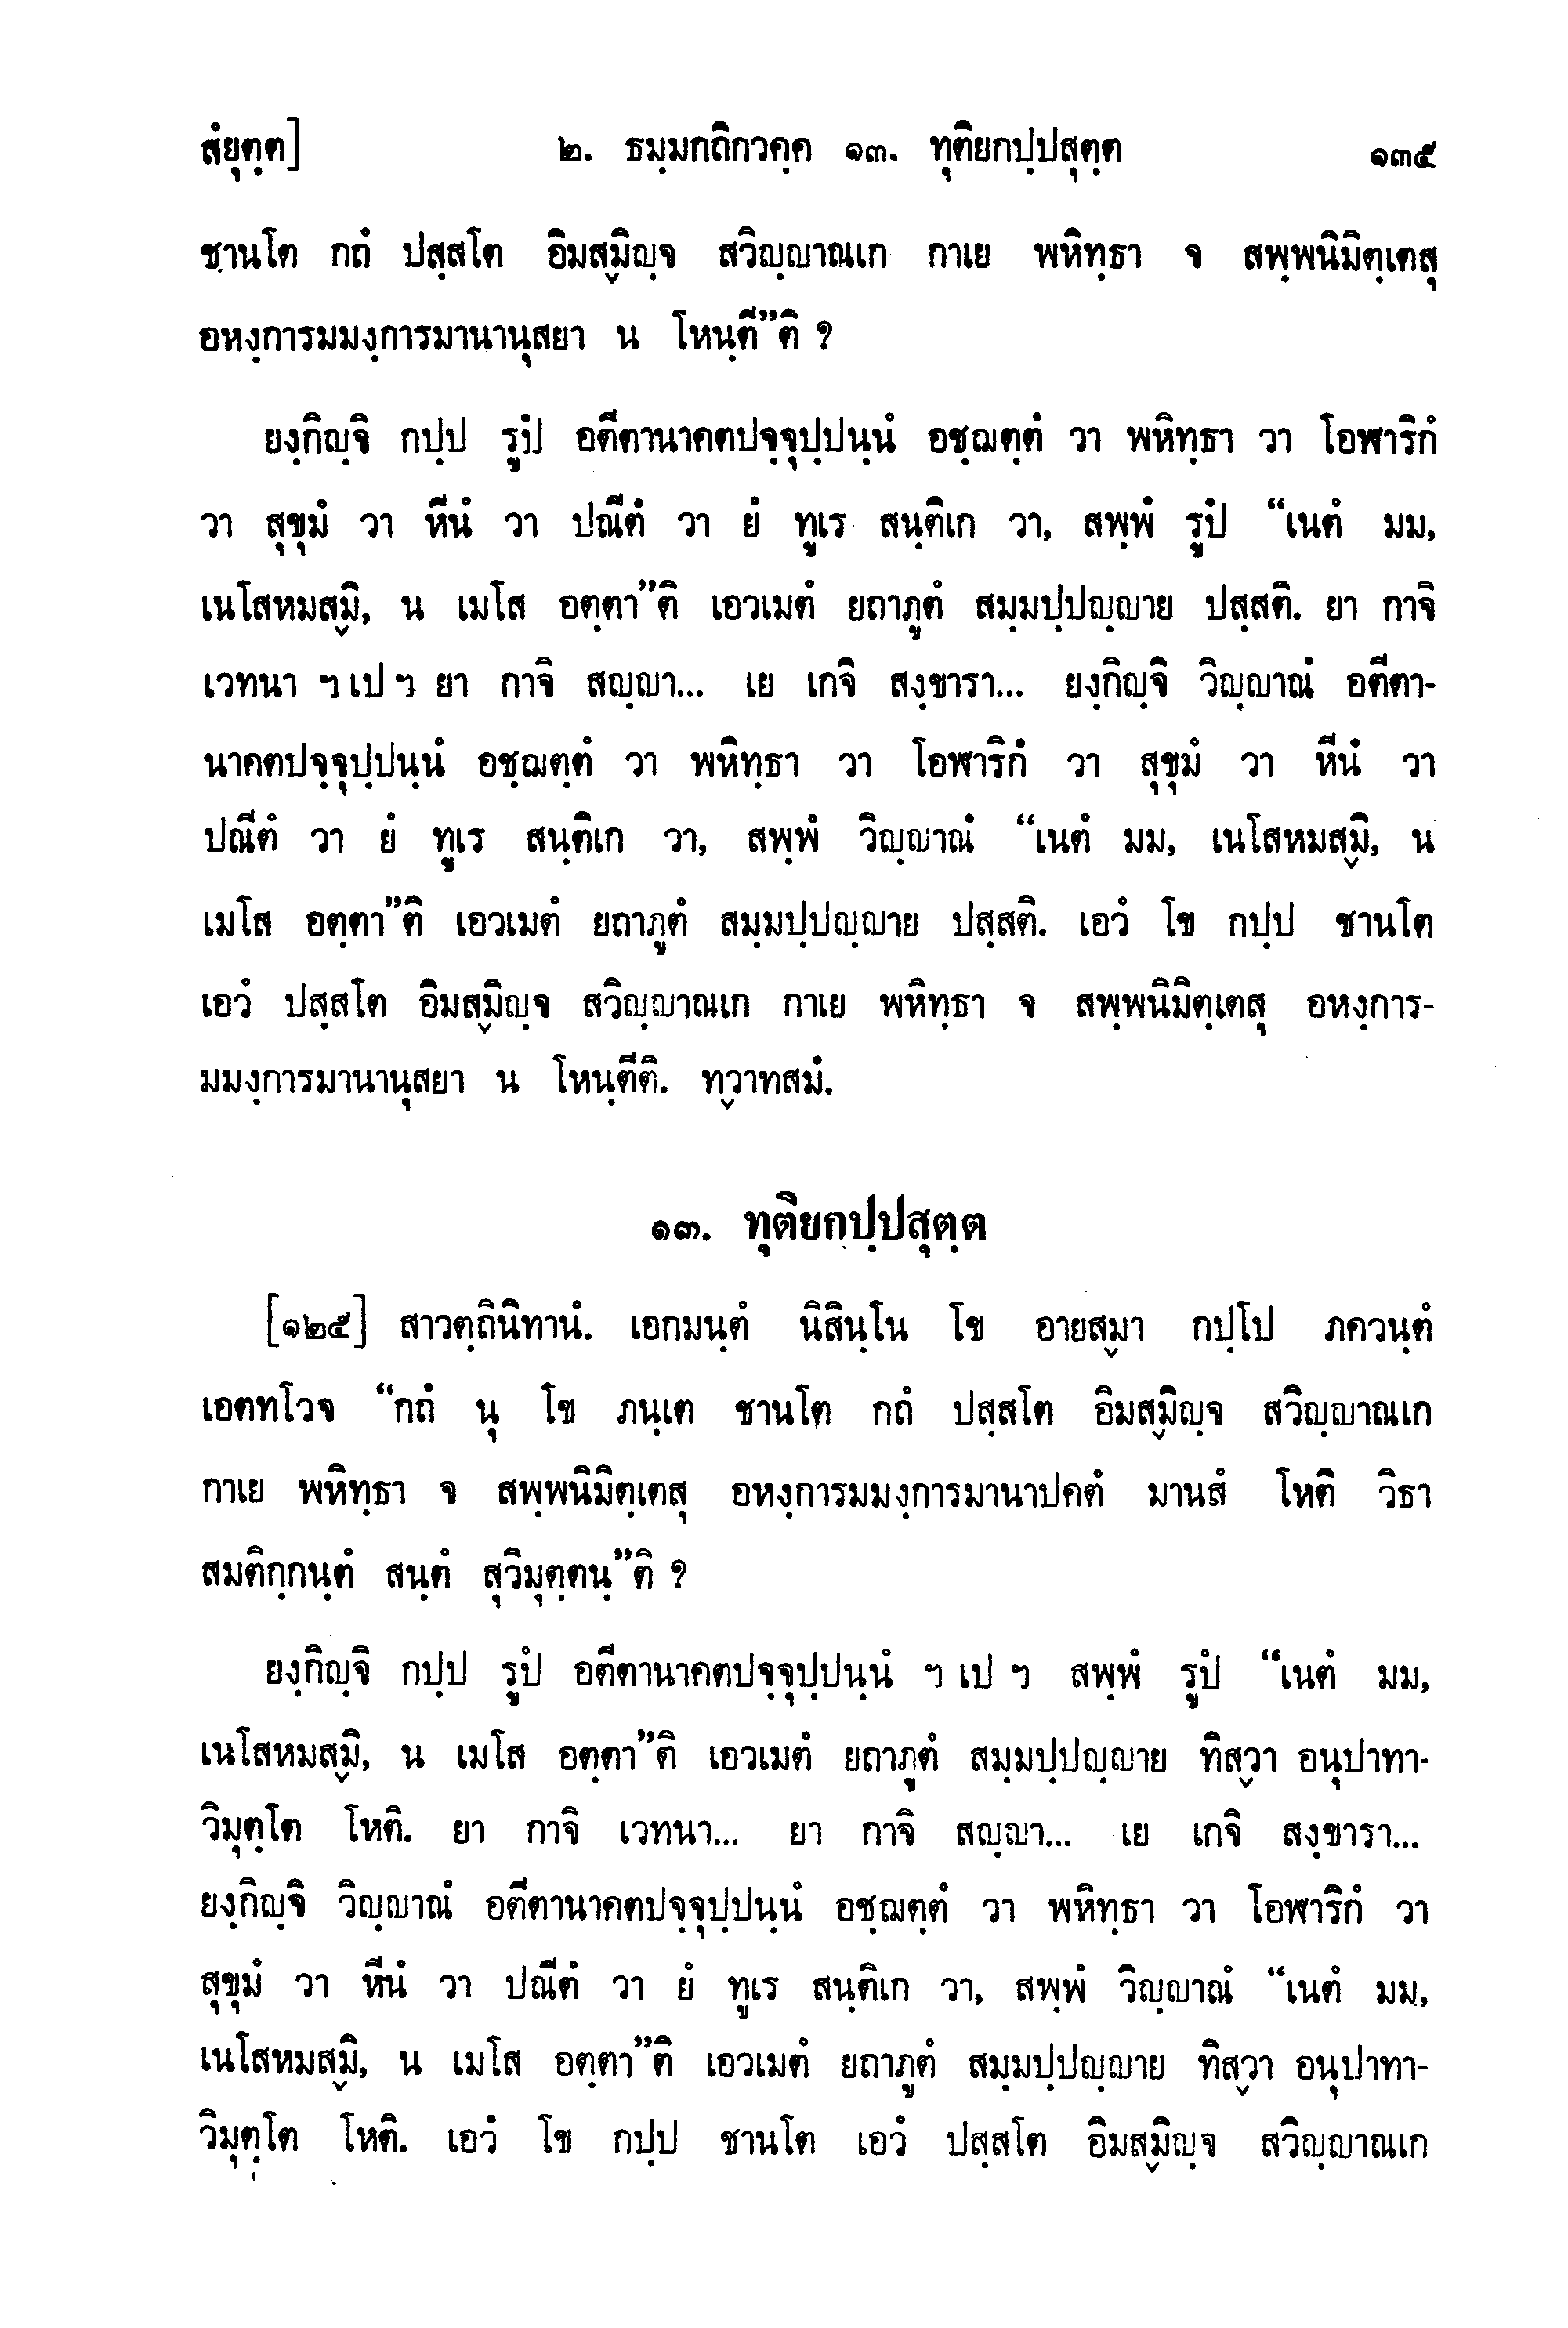 สํยุตฺต] ๒. ธมฺมกถิกวคฺค ๑๓. ทุติยกปฺปสุตฺต ๑๓๕
ชานโต กถํ ปสฺสโต อิมสฺมิญฺจ สวิญฺญาณเก กาเย พหิทฺธา จ สพฺพนิมิตฺเตสุ
อหงฺการมมงฺการมานานุสยา น โหนฺตี”ติ ?
ยงฺกิญฺจิ กปฺป รูปํ อตีตานาคตปจฺจุปฺปนฺนํ อชฺฌตฺตํ วา พหิทฺธา วา โอฬาริกํ
วา สุขุมํ วา หีนํ วา ปณีตํ วา ยํ ทูเร สนฺติเก วา, สพฺพํ รูปํ “เนตํ มม,
เนโสหมสฺมิ, น เมโส อตฺตา”ติ เอวเมตํ ยถาภูตํ สมฺมปฺปญฺญาย ปสฺสติ. ยา กาจิ
เวทนา ฯ เป ฯ ยา กาจิ สญฺญา... เย เกจิ สงฺขารา... ยงฺกิญฺจิ วิญฺญาณํ อตีตา-
นาคตปจฺจุปฺปนฺนํ อชฺฌตฺตํ วา พหิทฺธา วา โอฬาริกํ วา สุขุมํ วา หีนํ วา
ปณีตํ วา ยํ ทูเร สนฺติเก วา, สพฺพํ วิญฺญาณํ “เนตํ มม, เนโสหมสฺมิ, น
เมโส อตฺตา”ติ เอวเมตํ ยถาภูตํ สมฺมปฺปญฺญาย ปสฺสติ. เอวํ โข กปฺป ชานโต
เอวํ ปสฺสโต อิมสฺมิญฺจ สวิญฺญาณเก กาเย พหิทฺธา จ สพฺพนิมิตฺเตสุ อหงฺการ-
มมงฺการมานานุสยา น โหนฺตีติ. ทฺวาทสมํ.
๑๓. ทุติยกปฺปสุตฺต
[๑๒๕] สาวตฺถินิทานํ. เอกมนฺตํ นิสินฺโน โข อายสฺมา กปฺโป ภควนฺตํ
เอตทโวจ “กถํ นุ โข ภนฺเต ชานโต กถํ ปสฺสโต อิมสฺมิญฺจ สวิญฺญาณเก
กาเย พหิทฺธา จ สพฺพนิมิตฺเตสุ อหงฺการมมงฺการมานาปคตํ มานสํ โหติ วิธา
สมติกฺกนฺตํ สนฺตํ สุวิมุตฺตนฺ”ติ ?
ยงฺกิญฺจิ กปฺป รูปํ อตีตานาคตปจฺจุปฺปนฺนํ ฯ เป ฯ สพฺพํ รูปํ “เนตํ มม,
เนโสหมสฺมิ, น เมโส อตฺตา”ติ เอวเมตํ ยถาภูตํ สมฺมปฺปญฺญาย ทิสฺวา อนุปาทา-
วิมุตฺโต โหติ. ยา กาจิ เวทนา... ยา กาจิ สญฺญา... เย เกจิ สงฺขารา...
ยงฺกิญฺจิ วิญฺญาณํ อตีตานาคตปจฺจุปฺปนฺนํ อชฺฌตฺตํ วา พหิทฺธา วา โอฬาริกํ วา
สุขุมํ วา หีนํ วา ปณีตํ วา ยํ ทูเร สนฺติเก วา, สพฺพํ วิญฺญาณํ “เนตํ มม,
เนโสหมสฺมิ, น เมโส อตฺตา”ติ เอวเมตํ ยถาภูตํ สมฺมปฺปญฺญาย ทิสฺวา อนุปาทา-
วิมุตฺโต โหติ. เอวํ โข กปฺป ชานโต เอวํ ปสฺสโต อิมสฺมิญฺจ สวิญฺญาณเก